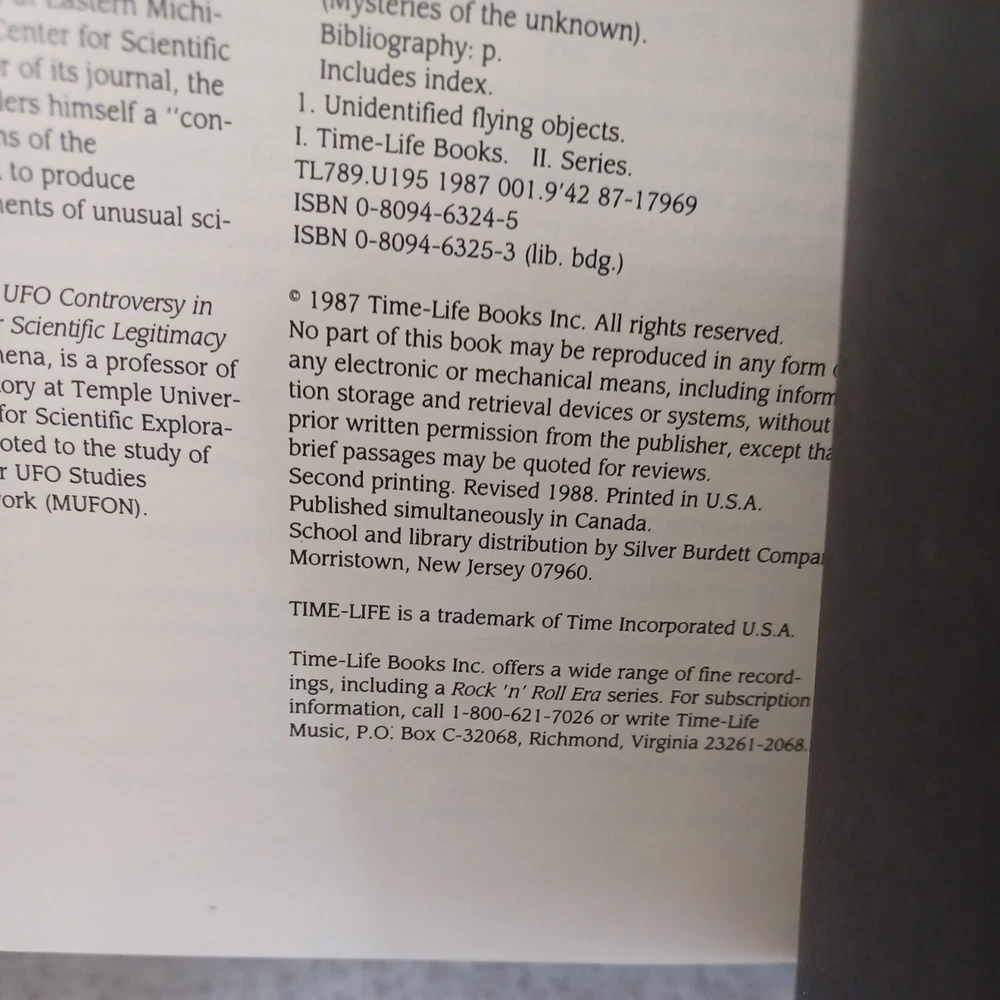 at Eastern Michi-
Center for Scientific
r of its journal, the
ders himself a "con-
ns of the
to produce
ments of unusual sci-
UFO Controversy in
r Scientific Legitimacy
ena, is a professor of
ory at Temple Univer-
for Scientific Explora-
oted to the study of
r UFO Studies
ork (MUFON).
(Mysteries of the unknown).
Bibliography: p.
Includes index.
1. Unidentified flying objects.
I. Time-Life Books. II. Series.
TL789.U195 1987 001.9'42 87-17969
ISBN 0-8094-6324-5
ISBN 0-8094-6325-3 (lib. bdg.)
© 1987 Time-Life Books Inc. All rights reserved.
No part of this book may be reproduced in any form
any electronic or mechanical means, including inform
tion storage and retrieval devices or systems, without
prior written permission from the publisher, except tha
brief passages may be quoted for reviews.
Second printing. Revised 1988. Printed in U.S.A.
Published simultaneously in Canada.
School and library distribution by Silver Burdett Compa
Morristown, New Jersey 07960.
TIME-LIFE is a trademark of Time Incorporated U.S.A.
Time-Life Books Inc. offers a wide range of fine record-
ings, including a Rock 'n' Roll Era series. For subscription
information, call 1-800-621-7026 or write Time-Life
Music, P.O. Box C-32068, Richmond, Virginia 23261-2068.